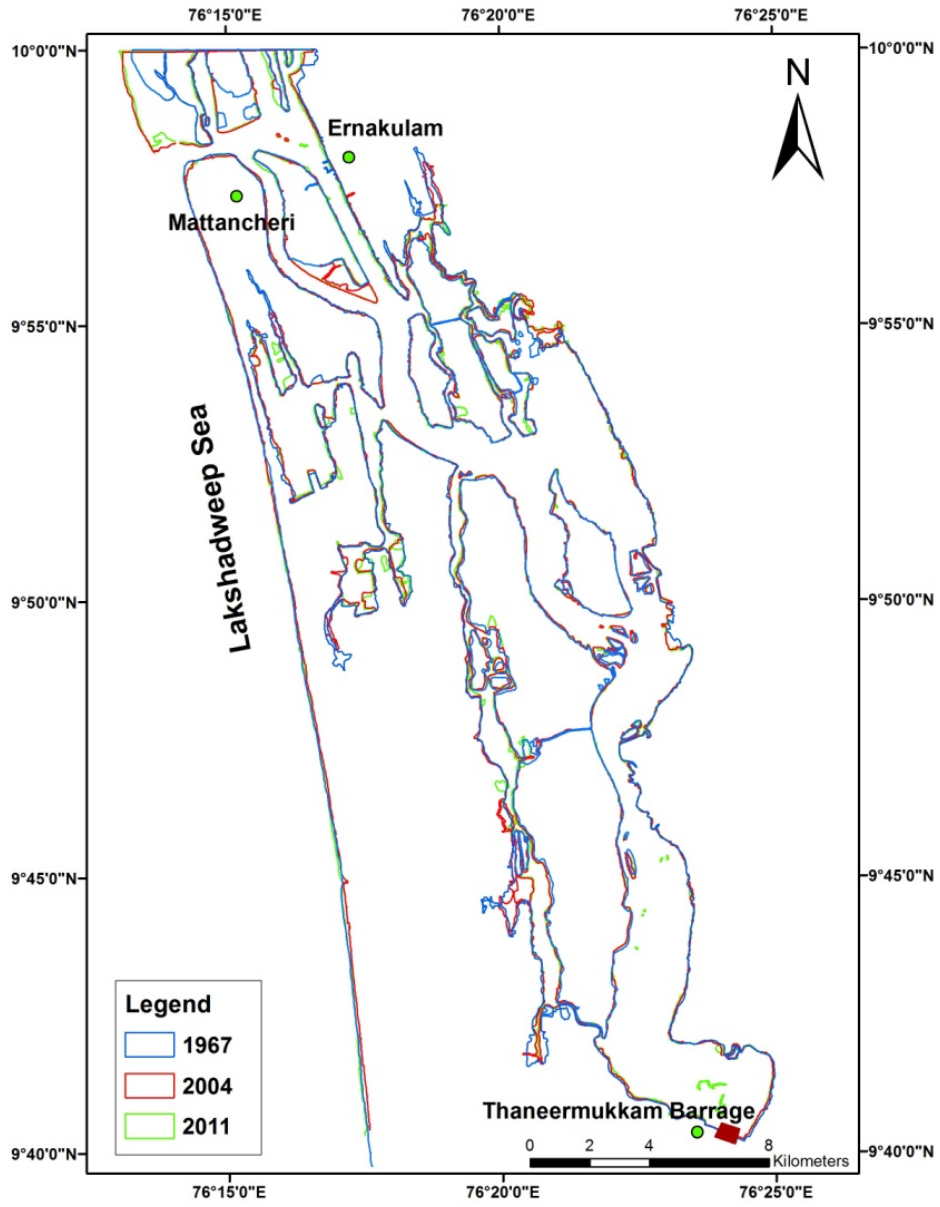 76°15'0"E 76°20'0"E 76°25'0"E
10°0'0"N 10°0'0"N
N
Ernakulam
Mattancheri
9°55'0"N 9°55'0"N
Lakshadweep Sea
9°50'0"N 9°50'0"N
9°45'0"N 9°45'0"N
Legend
1967
2004
2011
Thaneermukkam Barrage
0 2 4 8
Kilometers
9°40'0"N 9°40'0"N
76°15'0"E 76°20'0"E 76°25'0"E